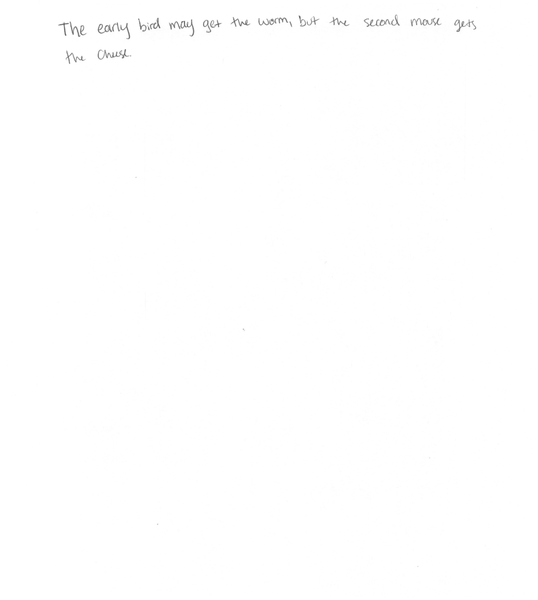 The early bird may get the worm, but the second mouse gets
the cheese